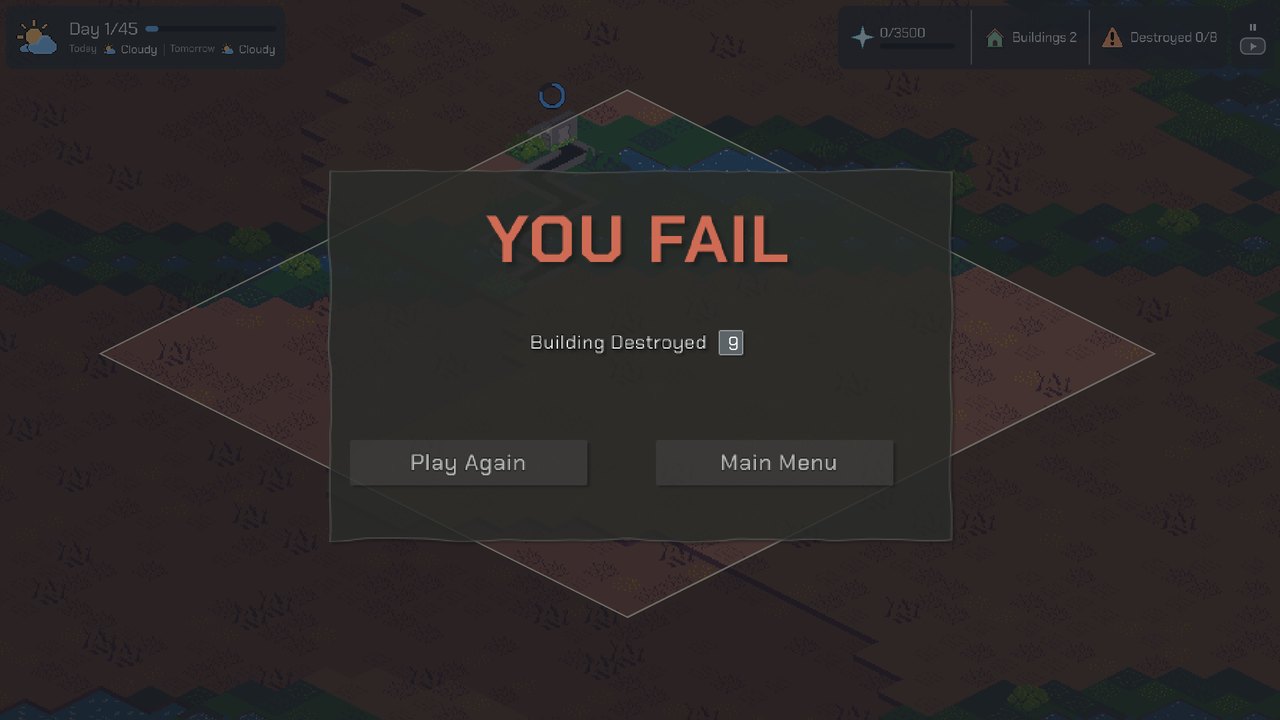 Day 1/45
Today Cloudy | Tomorrow Cloudy
0/3500
Buildings 2
Destroyed 0/8
YOU FAIL
Building Destroyed 9
Play Again
Main Menu